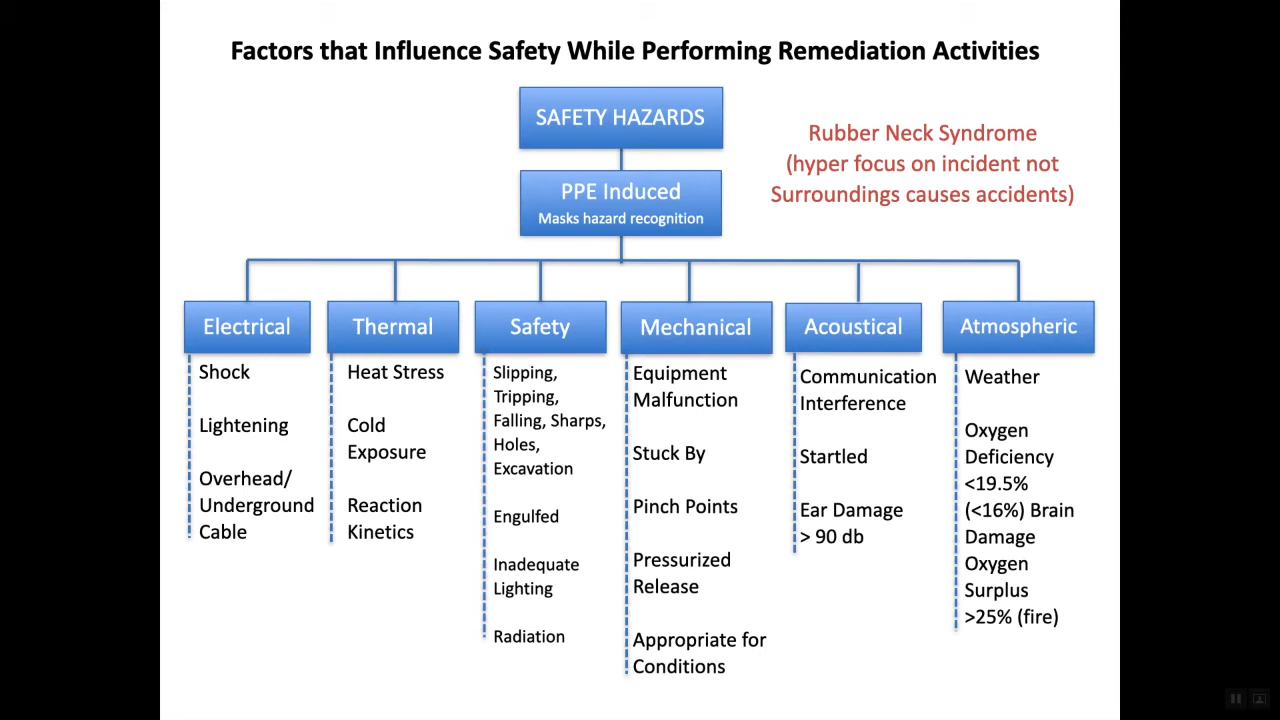 Factors that Influence Safety While Performing Remediation Activities
SAFETY HAZARDS
Rubber Neck Syndrome
(hyper focus on incident not
Surroundings causes accidents)
PPE Induced
Masks hazard recognition
Electrical
Shock
Lightening
Overhead/
Underground
Cable
Thermal
Heat Stress
Cold
Exposure
Reaction
Kinetics
Safety
Slipping,
Tripping,
Falling, Sharps,
Holes,
Excavation
Engulfed
Inadequate
Lighting
Radiation
Mechanical
Equipment
Malfunction
Stuck By
Pinch Points
Pressurized
Release
Appropriate for
Conditions
Acoustical
Communication
Interference
Startled
Ear Damage
> 90 db
Atmospheric
Weather
Oxygen
Deficiency
<19.5%
(<16%) Brain
Damage
Oxygen
Surplus
>25% (fire)